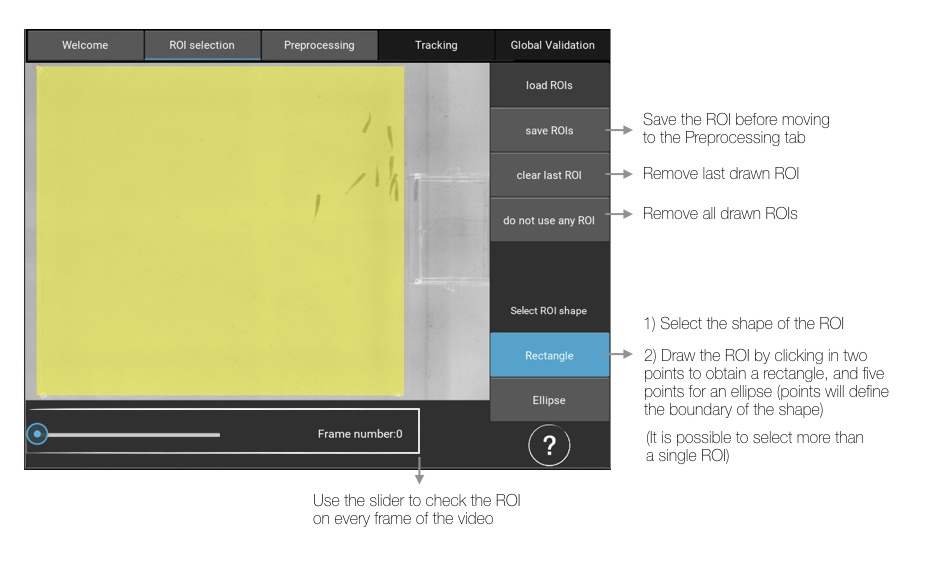 Welcome
ROI selection
Preprocessing
Tracking
Global Validation
load ROIs
save ROIs
clear last ROI
do not use any ROI
Select ROI shape
Rectangle
Ellipse
Frame number:0
?
Save the ROI before moving
to the Preprocessing tab
Remove last drawn ROI
Remove all drawn ROIs
1) Select the shape of the ROI
2) Draw the ROI by clicking in two
points to obtain a rectangle, and five
points for an ellipse (points will define
the boundary of the shape)
(It is possible to select more than
a single ROI)
Use the slider to check the ROI
on every frame of the video